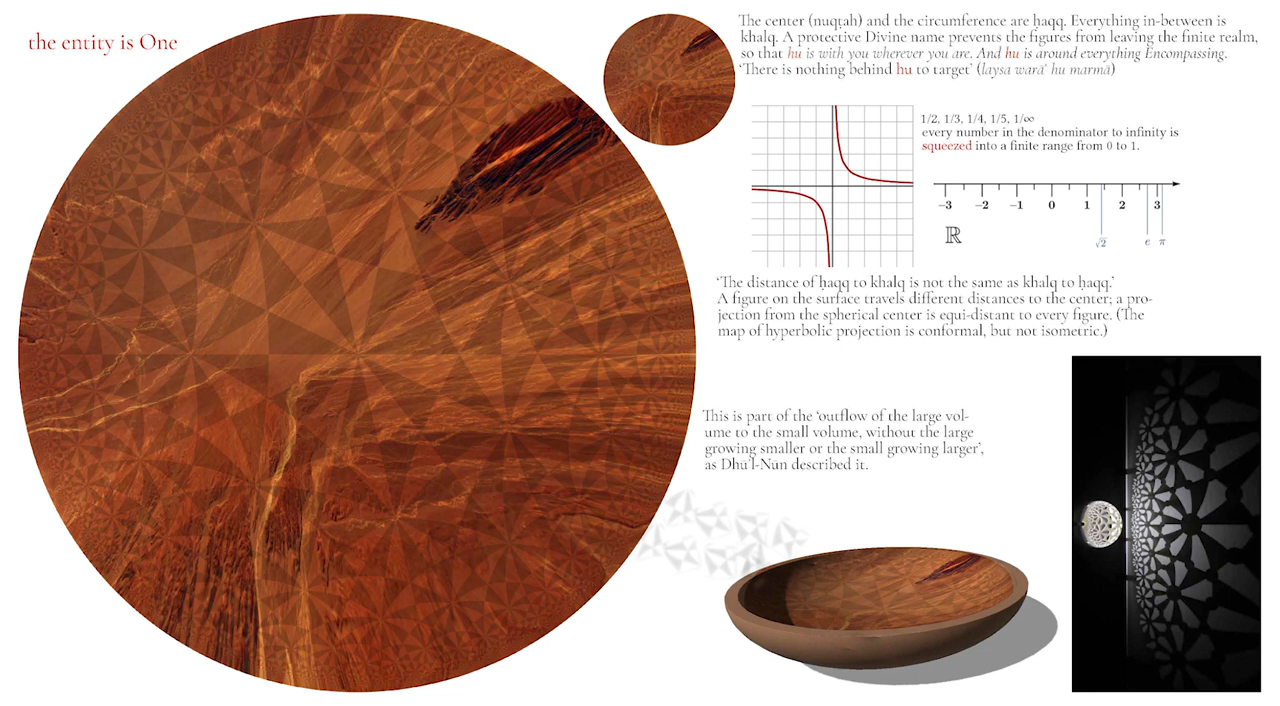 the entity is One
The center (nuqṭah) and the circumference are ḥaqq. Everything in-between is
khalq. A protective Divine name prevents the figures from leaving the finite realm,
so that hu is with you wherever you are. And hu is around everything Encompassing.
'There is nothing behind hu to target' (laysa warā' hu marmā)
1/2, 1/3, 1/4, 1/5, 1/∞
every number in the denominator to infinity is
squeezed into a finite range from 0 to 1.
−3 −2 −1 0 1 2 3
ℝ √2 e π
'The distance of ḥaqq to khalq is not the same as khalq to ḥaqq.'
A figure on the surface travels different distances to the center; a pro-
jection from the spherical center is equi-distant to every figure. (The
map of hyperbolic projection is conformal, but not isometric.)
This is part of the 'outflow of the large vol-
ume to the small volume, without the large
growing smaller or the small growing larger',
as Dhū'l-Nūn described it.